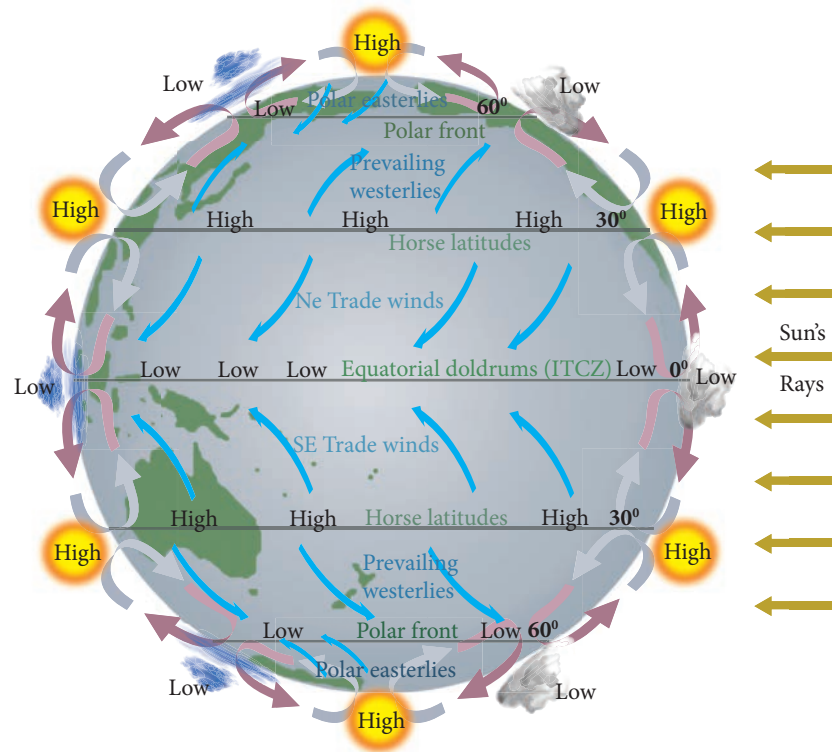 High
Low
Low
Low
Polar easterlies
60⁰
Polar front
Prevailing
westerlies
High
High
High
High
High
30⁰
Horse latitudes
Ne Trade winds
Sun's
Low
Low
Low
Low
Equatorial doldrums (ITCZ)
Low
0⁰
Low
Rays
SE Trade winds
High
High
Horse latitudes
High
30⁰
High
High
Prevailing
westerlies
Low
Polar front
Low
60⁰
Polar easterlies
Low
Low
High